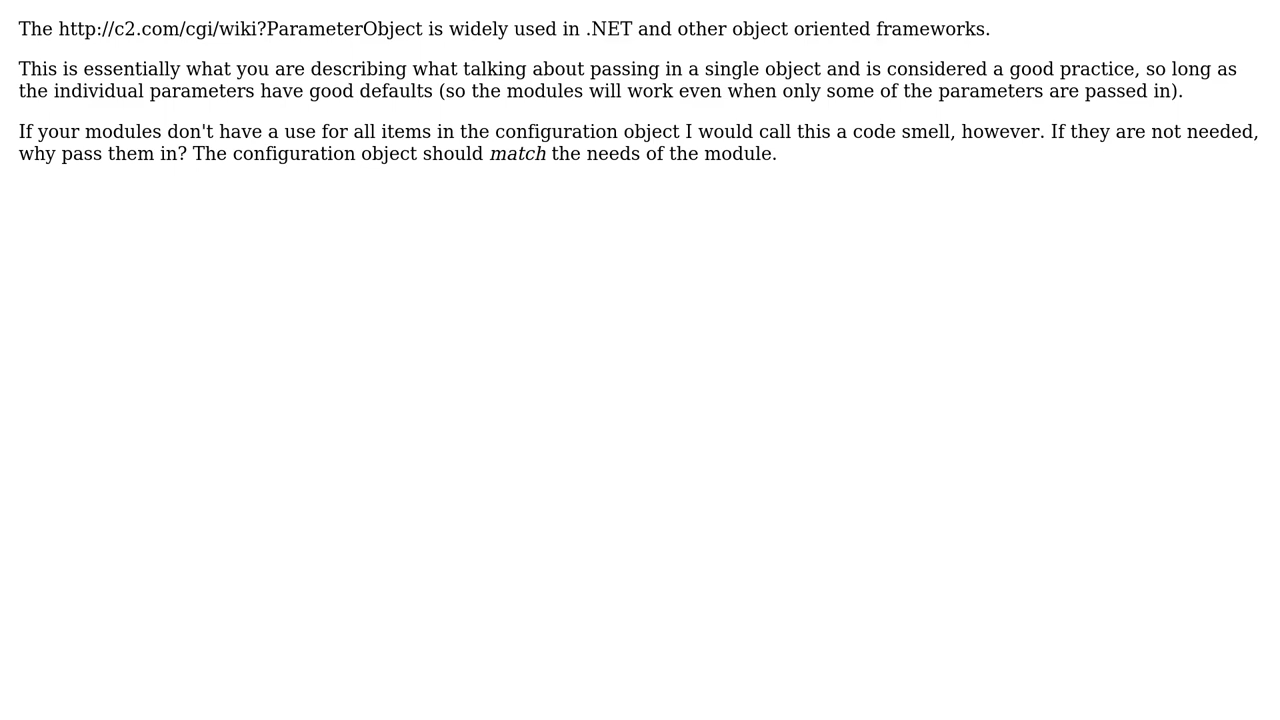 The http://c2.com/cgi/wiki?ParameterObject is widely used in .NET and other object oriented frameworks.
This is essentially what you are describing what talking about passing in a single object and is considered a good practice, so long as
the individual parameters have good defaults (so the modules will work even when only some of the parameters are passed in).
If your modules don't have a use for all items in the configuration object I would call this a code smell, however. If they are not needed,
why pass them in? The configuration object should match the needs of the module.